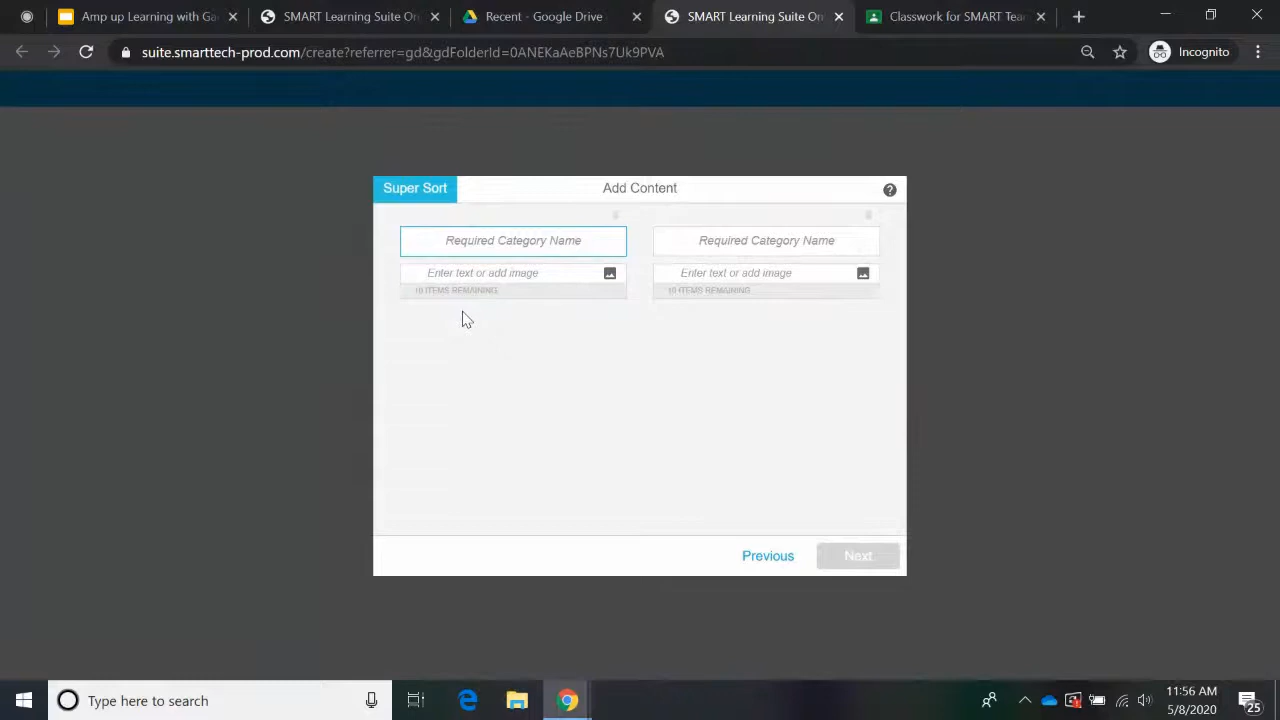 Amp up Learning with Ga
SMART Learning Suite On
Recent - Google Drive
SMART Learning Suite On
Classwork for SMART Tea
suite.smarttech-prod.com/create?referrer=gd&gdFolderId=0ANEKaAeBPNs7Uk9PVA
Incognito
Super Sort
Add Content
Required Category Name
Required Category Name
Enter text or add image
Enter text or add image
10 ITEMS REMAINING
10 ITEMS REMAINING
Previous
Next
Type here to search
11:56 AM
5/8/2020
25